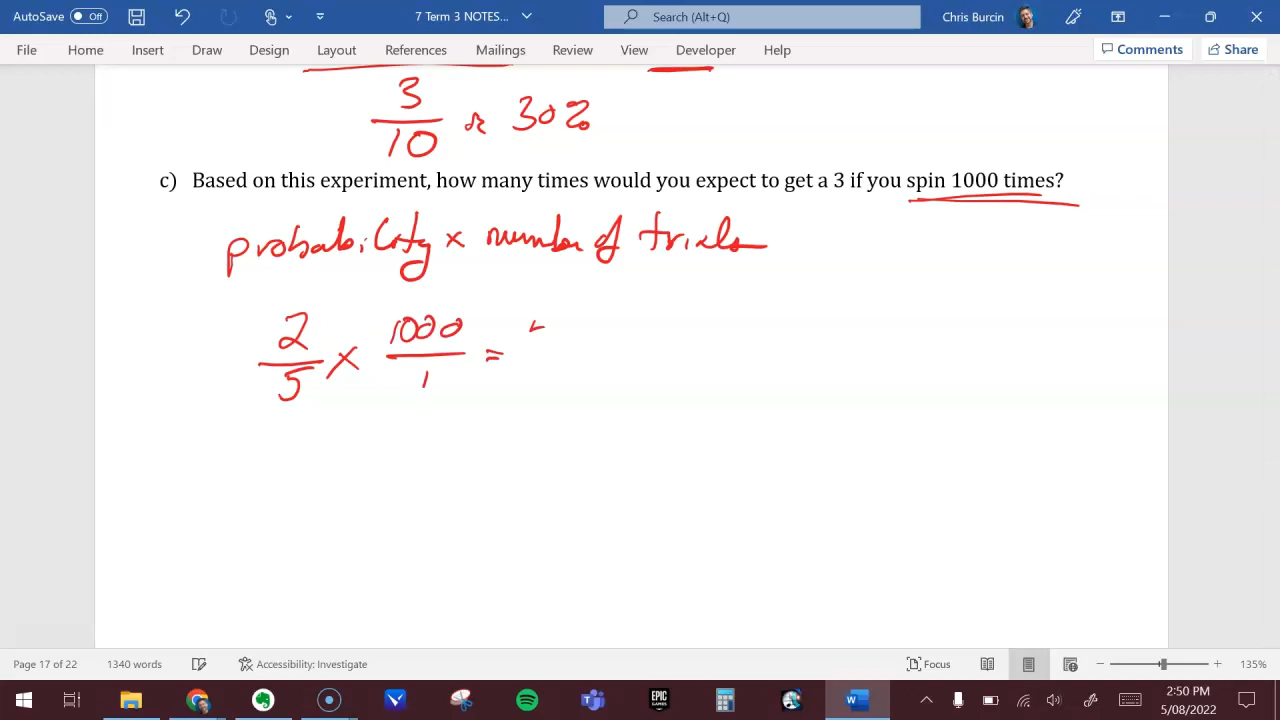 AutoSave Off 7 Term 3 NOTES... Search (Alt+Q) Chris Burcin
File Home Insert Draw Design Layout References Mailings Review View Developer Help Comments Share
3
10 or 30%
c) Based on this experiment, how many times would you expect to get a 3 if you spin 1000 times?
probability x number of trials
2 1000
x =
5 1
Page 17 of 22 1340 words Accessibility: Investigate Focus 135%
EPIC GAMES
2:50 PM
5/08/2022